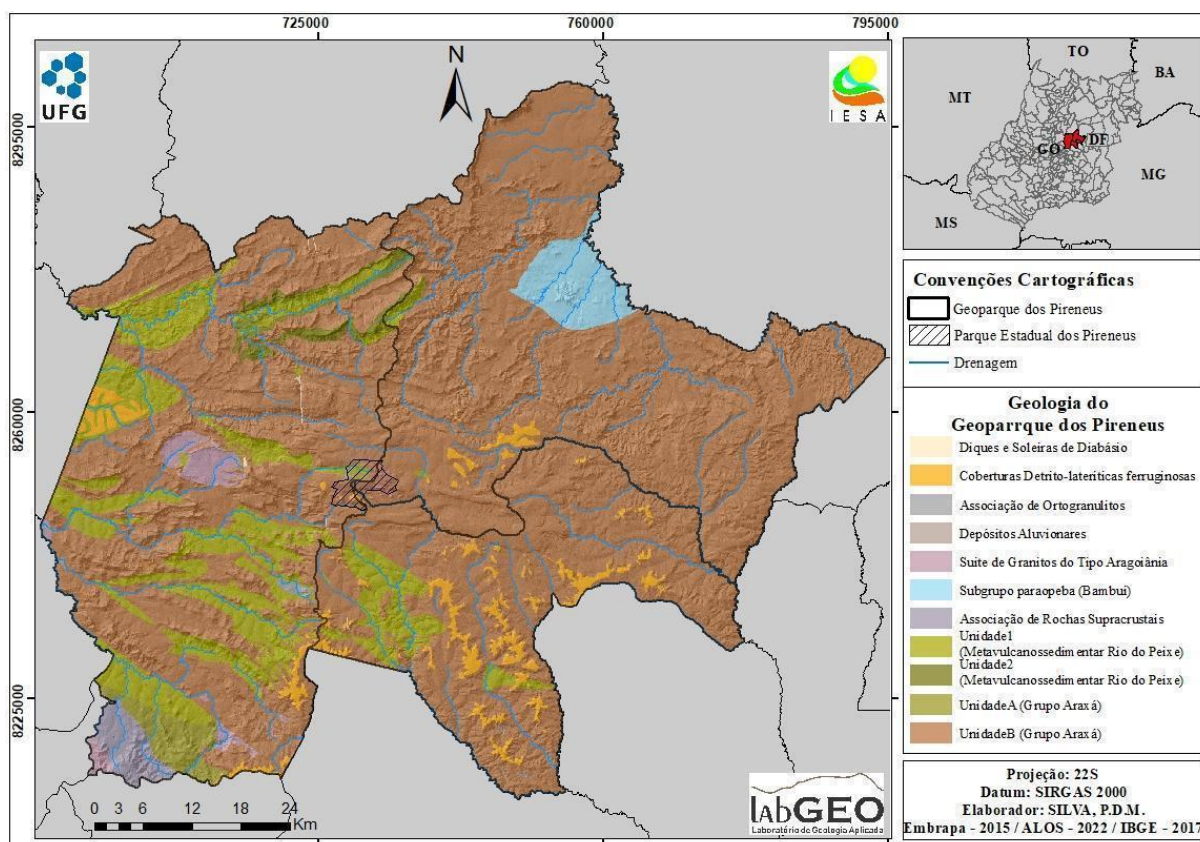 725000
760000
795000
8295000
8260000
8225000
UFG
N
IESA
TO
BA
MT
GO
DF
MG
MS
Convenções Cartográficas
Geoparque dos Pireneus
Parque Estadual dos Pireneus
Drenagem
Geologia do
Geoparrque dos Pireneus
Diques e Soleiras de Diabásio
Coberturas Detrito-lateríticas ferruginosas
Associação de Ortogranulitos
Depósitos Aluvionares
Suite de Granitos do Tipo Aragoiânia
Subgrupo paraopeba (Bambuí)
Associação de Rochas Supracrustais
Unidade1
(Metavulcanossedimentar Rio do Peixe)
Unidade2
(Metavulcanossedimentar Rio do Peixe)
UnidadeA (Grupo Araxá)
UnidadeB (Grupo Araxá)
0 3 6 12 18 24
Km
labGEO
Laboratório de Geologia Aplicada
Projeção: 22S
Datum: SIRGAS 2000
Elaborador: SILVA, P.D.M.
Embrapa - 2015 / ALOS - 2022 / IBGE - 2017